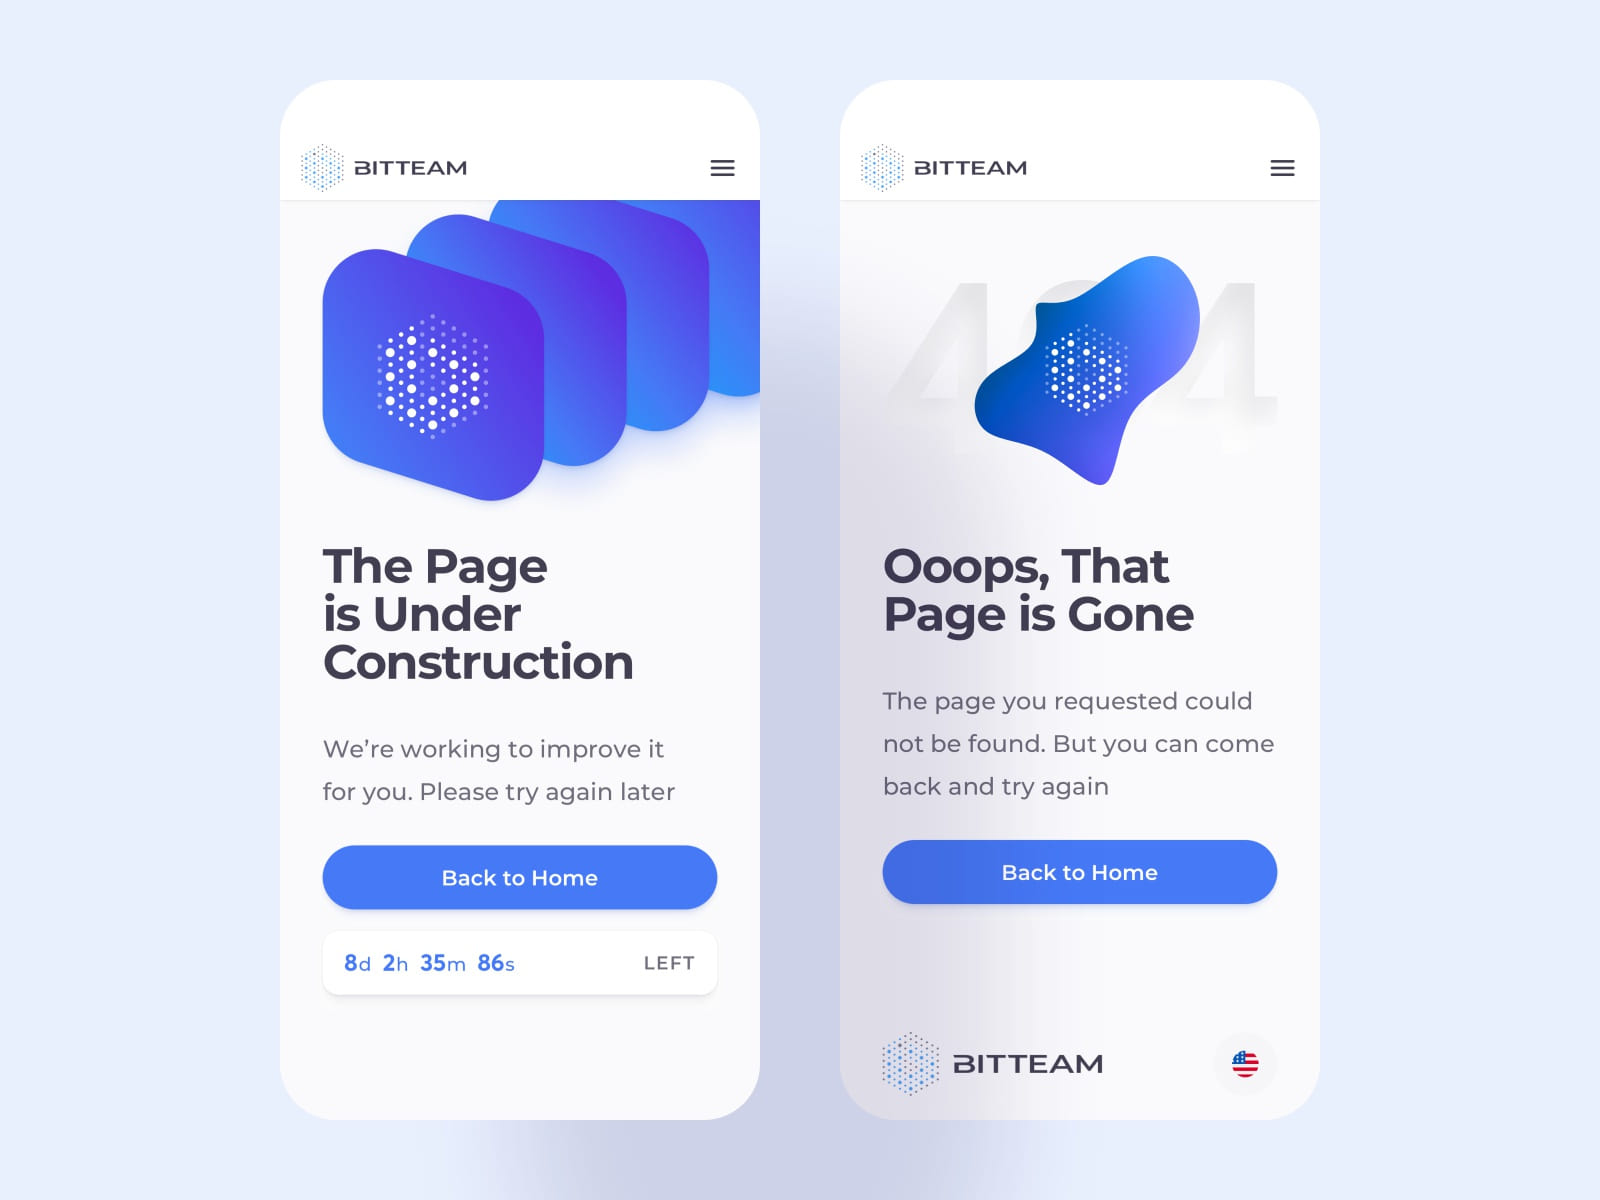 BITTEAM
The Page
is Under
Construction
We’re working to improve it
for you. Please try again later
Back to Home
8d 2h 35m 86s LEFT
BITTEAM
404
Ooops, That
Page is Gone
The page you requested could
not be found. But you can come
back and try again
Back to Home
BITTEAM